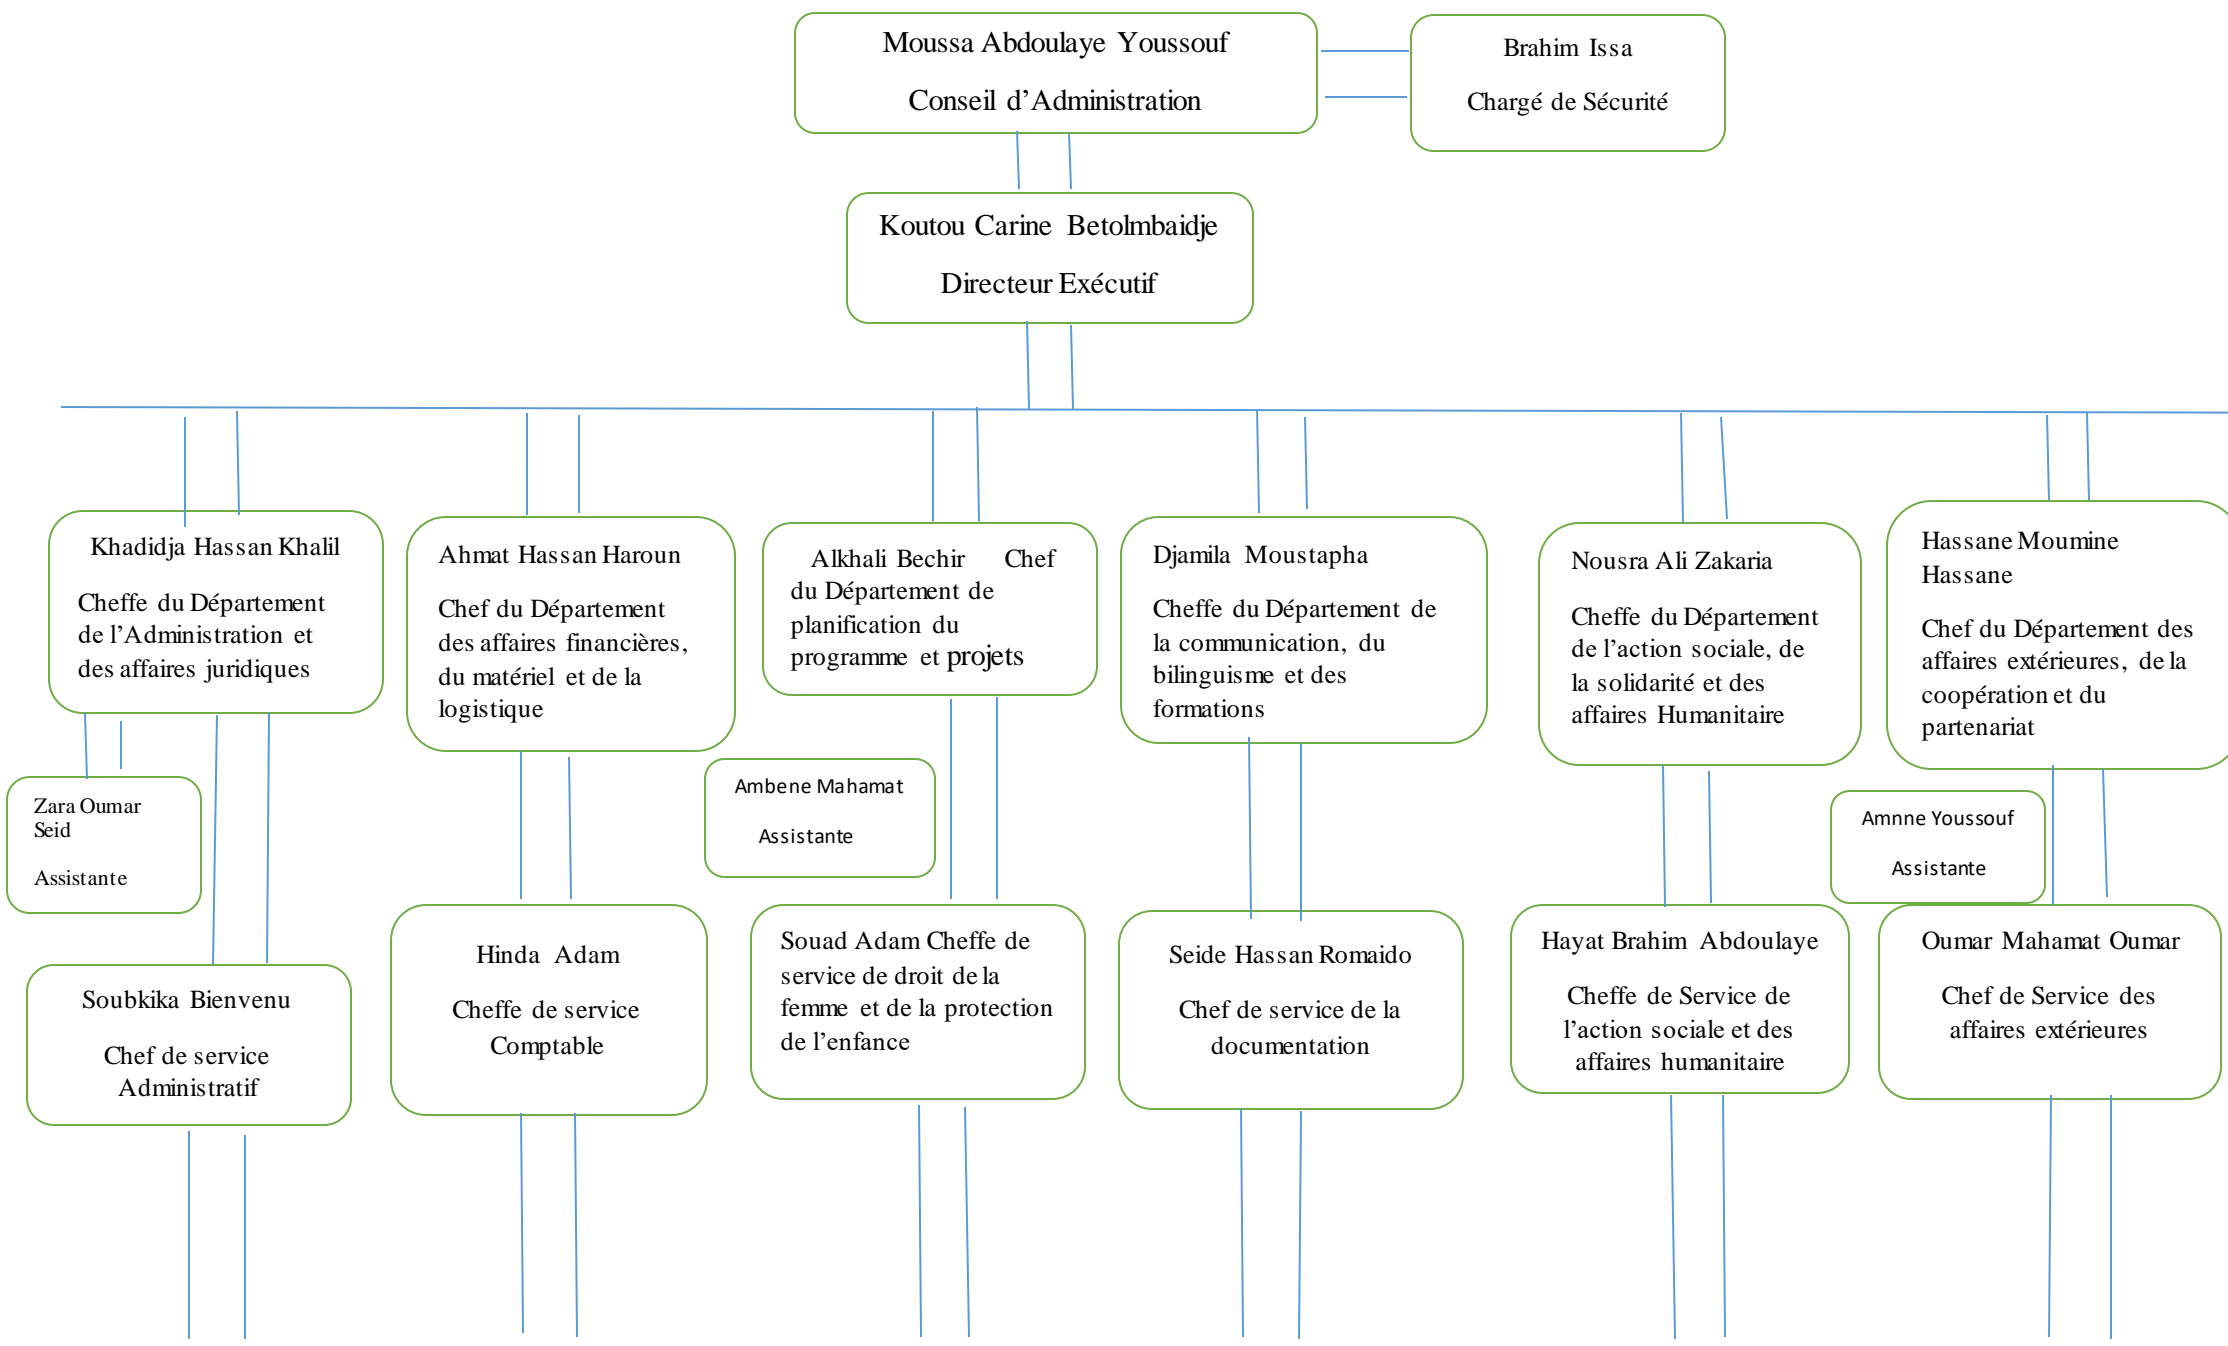 Moussa Abdoulaye Youssouf
Conseil d’Administration
Brahim Issa
Chargé de Sécurité
Koutou Carine Betolmbaidje
Directeur Exécutif
Khadidja Hassan Khalil
Cheffe du Département
de l’Administration et
des affaires juridiques
Ahmat Hassan Haroun
Chef du Département
des affaires financières,
du matériel et de la
logistique
Alkhali Bechir Chef
du Département de
planification du
programme et projets
Djamila Moustapha
Cheffe du Département de
la communication, du
bilinguisme et des
formations
Nousra Ali Zakaria
Cheffe du Département
de l’action sociale, de
la solidarité et des
affaires Humanitaire
Hassane Moumine
Hassane
Chef du Département des
affaires extérieures, de la
coopération et du
partenariat
Zara Oumar
Seid
Assistante
Ambene Mahamat
Assistante
Amnne Youssouf
Assistante
Soubkika Bienvenu
Chef de service
Administratif
Hinda Adam
Cheffe de service
Comptable
Souad Adam Cheffe de
service de droit de la
femme et de la protection
de l’enfance
Seide Hassan Romaido
Chef de service de la
documentation
Hayat Brahim Abdoulaye
Cheffe de Service de
l’action sociale et des
affaires humanitaire
Oumar Mahamat Oumar
Chef de Service des
affaires extérieures